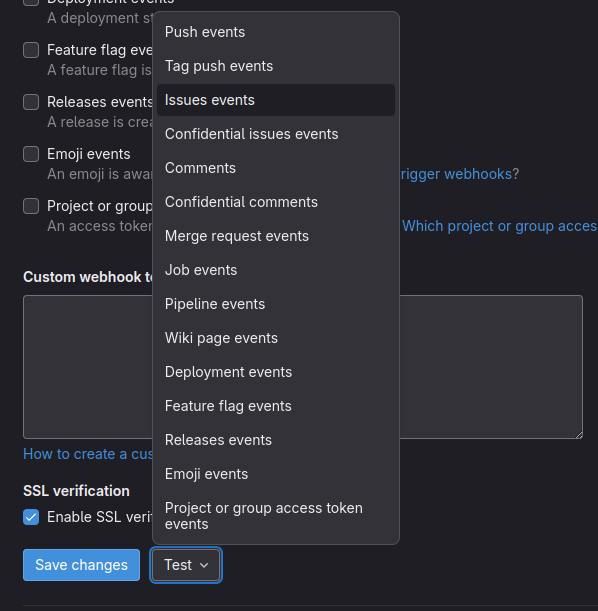 Deployment events
A deployment st
Push events
Feature flag eve
Tag push events
A feature flag is
Releases events
Issues events
A release is crea
Confidential issues events
Emoji events
Comments
An emoji is awar
rigger webhooks?
Project or group
Confidential comments
An access token
Which project or group acces
Merge request events
Job events
Custom webhook te
Pipeline events
Wiki page events
Deployment events
Feature flag events
Releases events
How to create a cus
Emoji events
SSL verification
Project or group access token
events
Enable SSL verif
Save changes
Test